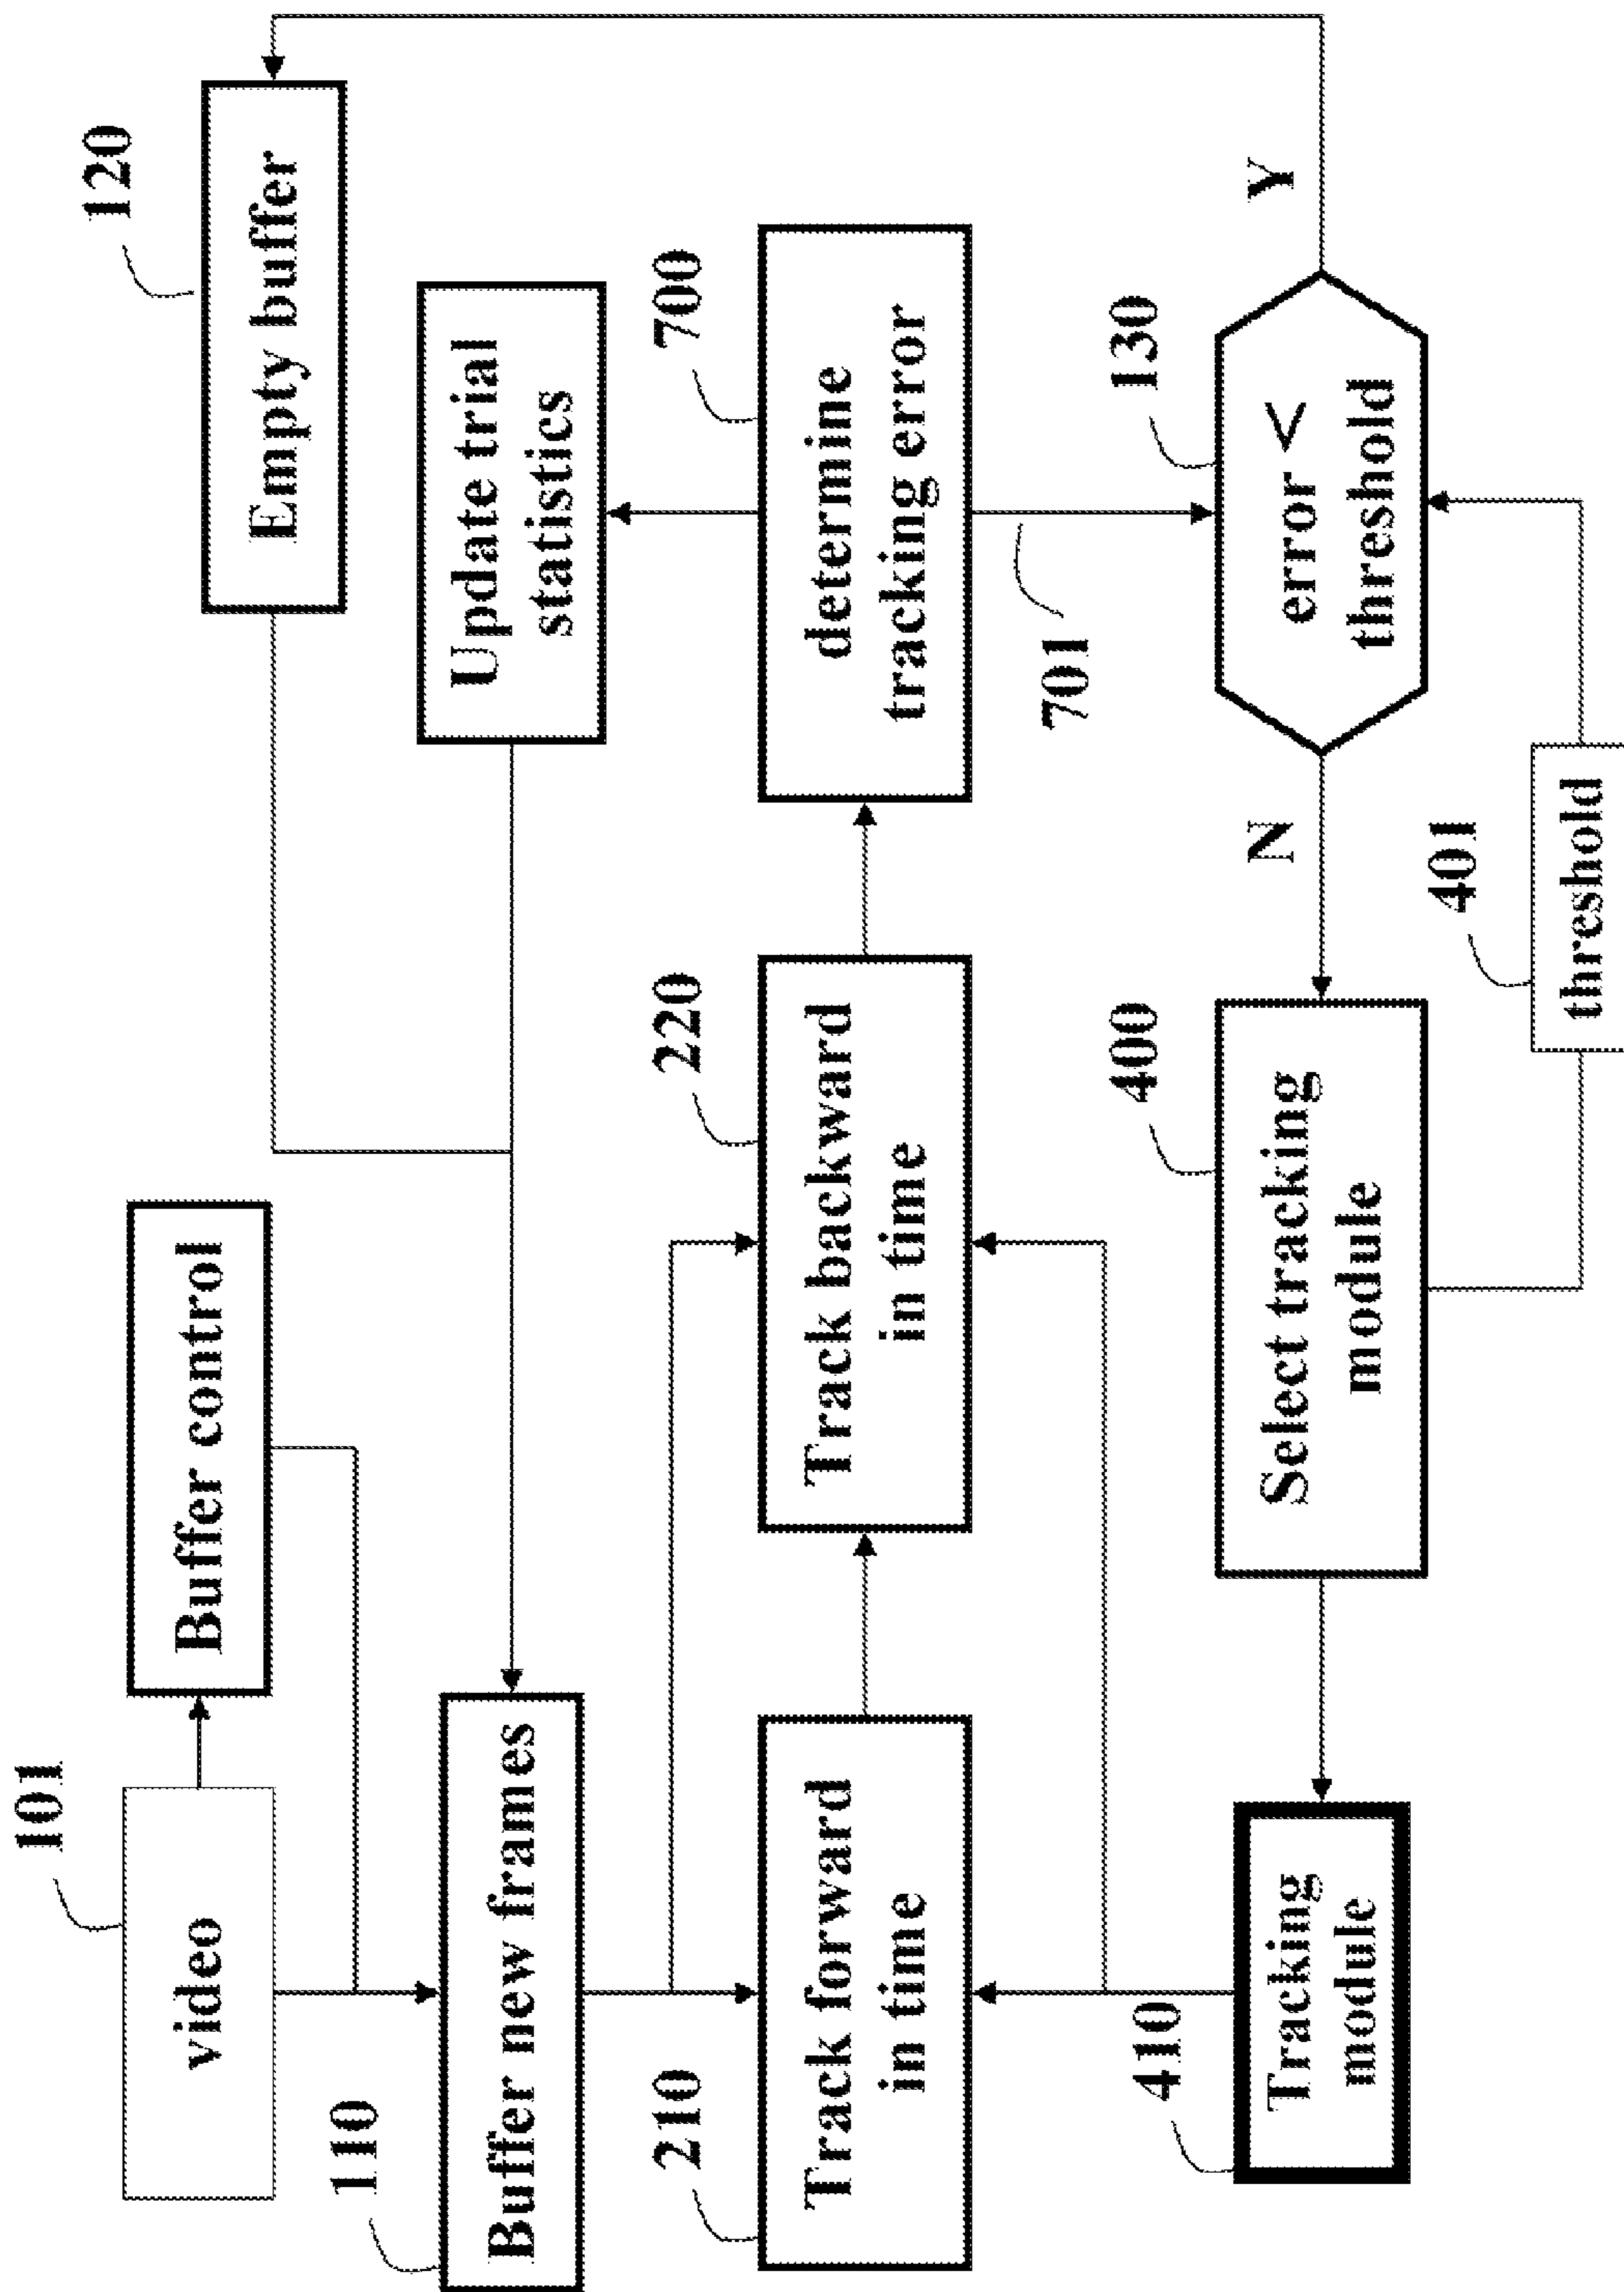 101
video
Buffer control
120
Empty buffer
110
Buffer new frames
Update trial
statistics
210
Track forward
in time
220
Track backward
in time
700
determine
tracking error
701
410
Tracking
module
400
Select tracking
module
N
130
error <
threshold
Y
401
threshold